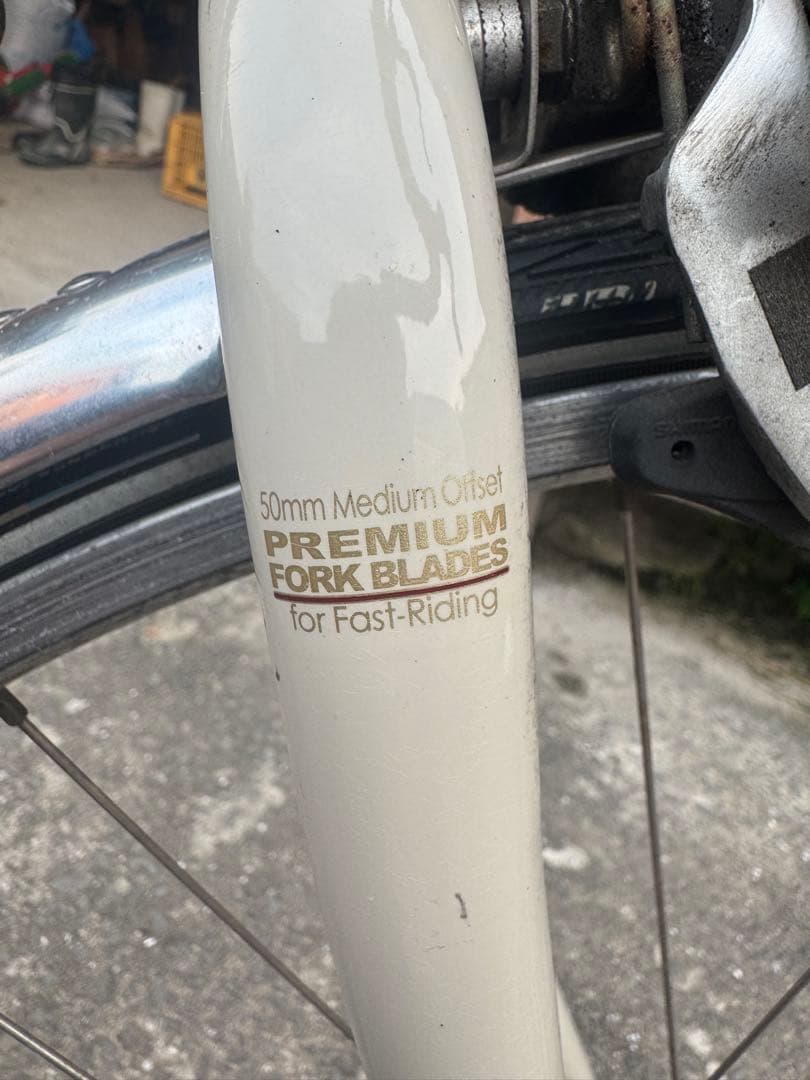 50mm Medium Offset
PREMIUM
FORK BLADES
for Fast-Riding